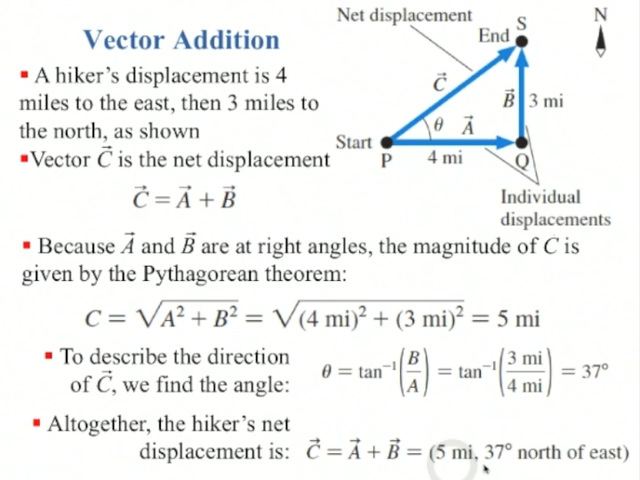 Vector Addition
▪ A hiker's displacement is 4
miles to the east, then 3 miles to
the north, as shown
▪Vector C⃗ is the net displacement
C⃗ = A⃗ + B⃗
Net displacement
S
End
N
C⃗
B⃗ 3 mi
θ A⃗
Start
P
4 mi
Q
Individual
displacements
▪ Because A⃗ and B⃗ are at right angles, the magnitude of C is
given by the Pythagorean theorem:
C = √(A² + B²) = √((4 mi)² + (3 mi)²) = 5 mi
▪ To describe the direction
of C⃗, we find the angle:
θ = tan⁻¹(B/A) = tan⁻¹(3 mi/4 mi) = 37°
▪ Altogether, the hiker's net
displacement is: C⃗ = A⃗ + B⃗ = (5 mi, 37° north of east)